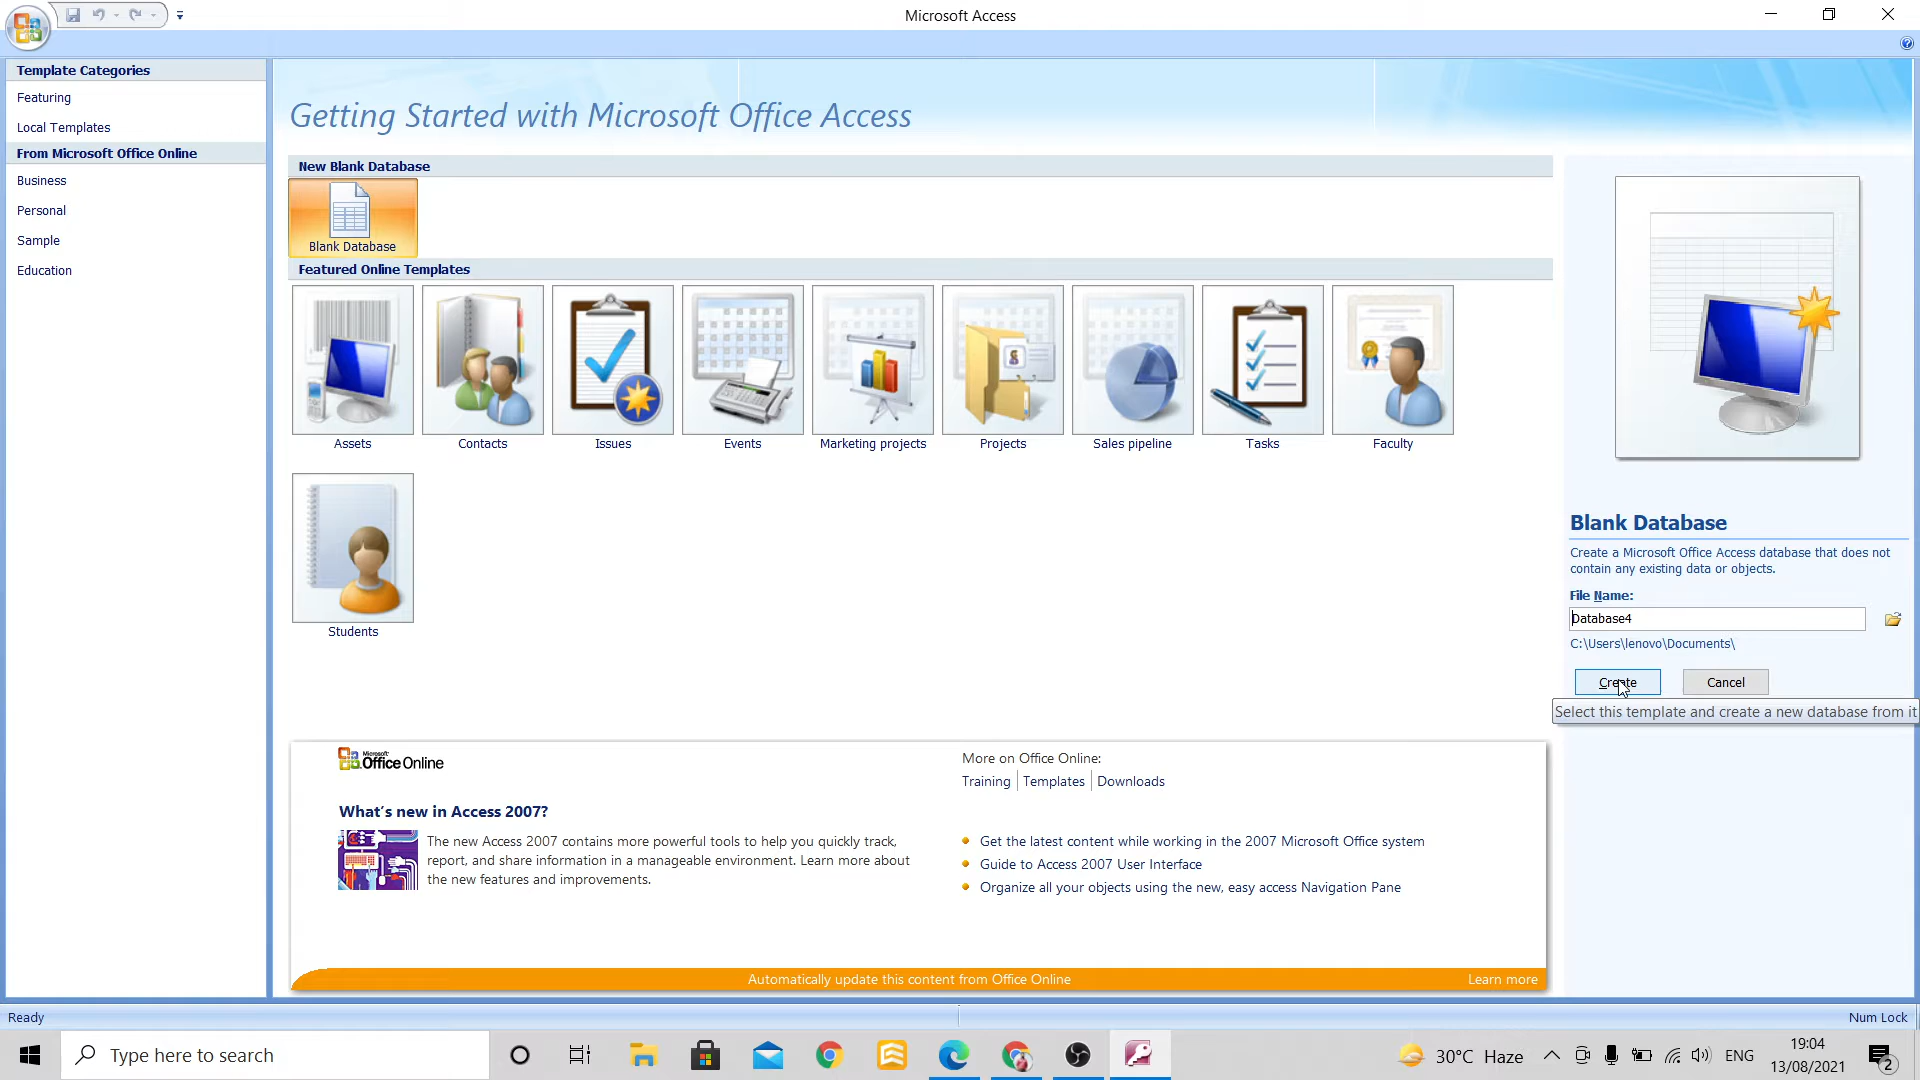 Microsoft Access
Template Categories
Featuring
Local Templates
From Microsoft Office Online
Business
Personal
Sample
Education
Getting Started with Microsoft Office Access
New Blank Database
Blank Database
Featured Online Templates
Assets
Contacts
Issues
Events
Marketing projects
Projects
Sales pipeline
Tasks
Faculty
Students
Microsoft
Office Online
What's new in Access 2007?
The new Access 2007 contains more powerful tools to help you quickly track,
report, and share information in a manageable environment. Learn more about
the new features and improvements.
More on Office Online:
Training
Templates
Downloads
Get the latest content while working in the 2007 Microsoft Office system
Guide to Access 2007 User Interface
Organize all your objects using the new, easy access Navigation Pane
Automatically update this content from Office Online
Learn more
Blank Database
Create a Microsoft Office Access database that does not
contain any existing data or objects.
File Name:
Database4
C:\Users\lenovo\Documents\
Create
Cancel
Select this template and create a new database from it
Ready
Num Lock
Type here to search
30°C Haze
ENG
19:04
13/08/2021
2